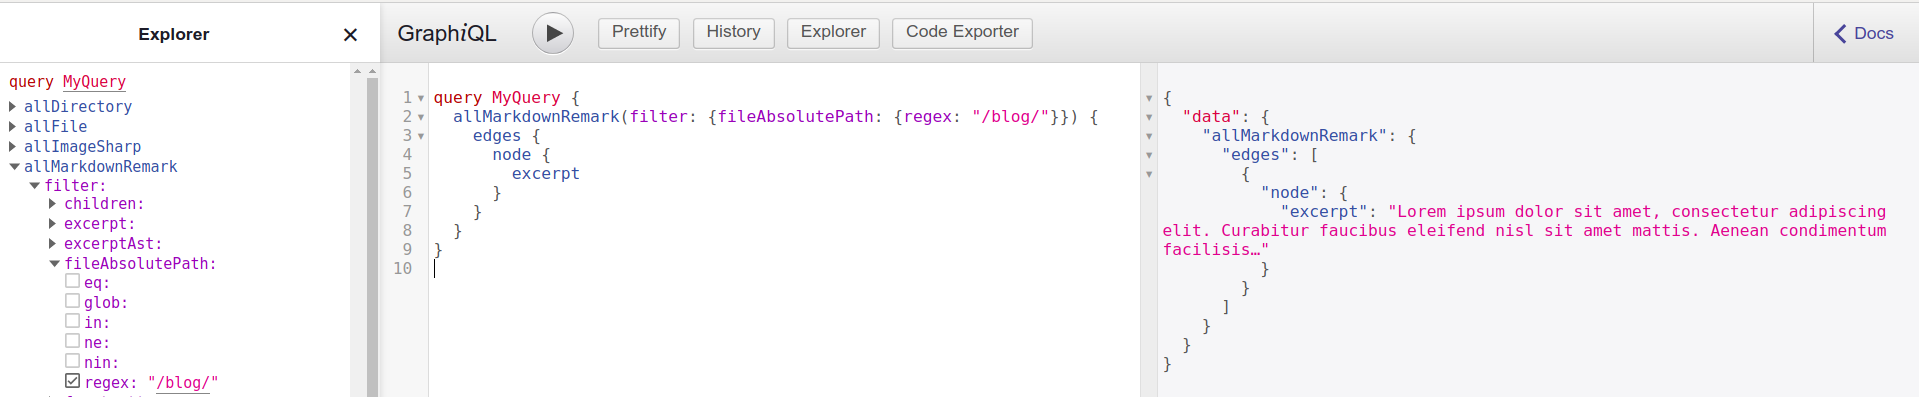 Explorer
GraphiQL
Prettify
History
Explorer
Code Exporter
Docs
query MyQuery
allDirectory
allFile
allImageSharp
allMarkdownRemark
filter:
children:
excerpt:
excerptAst:
fileAbsolutePath:
eq:
glob:
in:
ne:
nin:
regex: "/blog/"
1 query MyQuery {
2 allMarkdownRemark(filter: {fileAbsolutePath: {regex: "/blog/"}}) {
3 edges {
4 node {
5 excerpt
6 }
7 }
8 }
9 }
10
{
"data": {
"allMarkdownRemark": {
"edges": [
{
"node": {
"excerpt": "Lorem ipsum dolor sit amet, consectetur adipiscing
elit. Curabitur faucibus eleifend nisl sit amet mattis. Aenean condimentum
facilisis…"
}
}
]
}
}
}